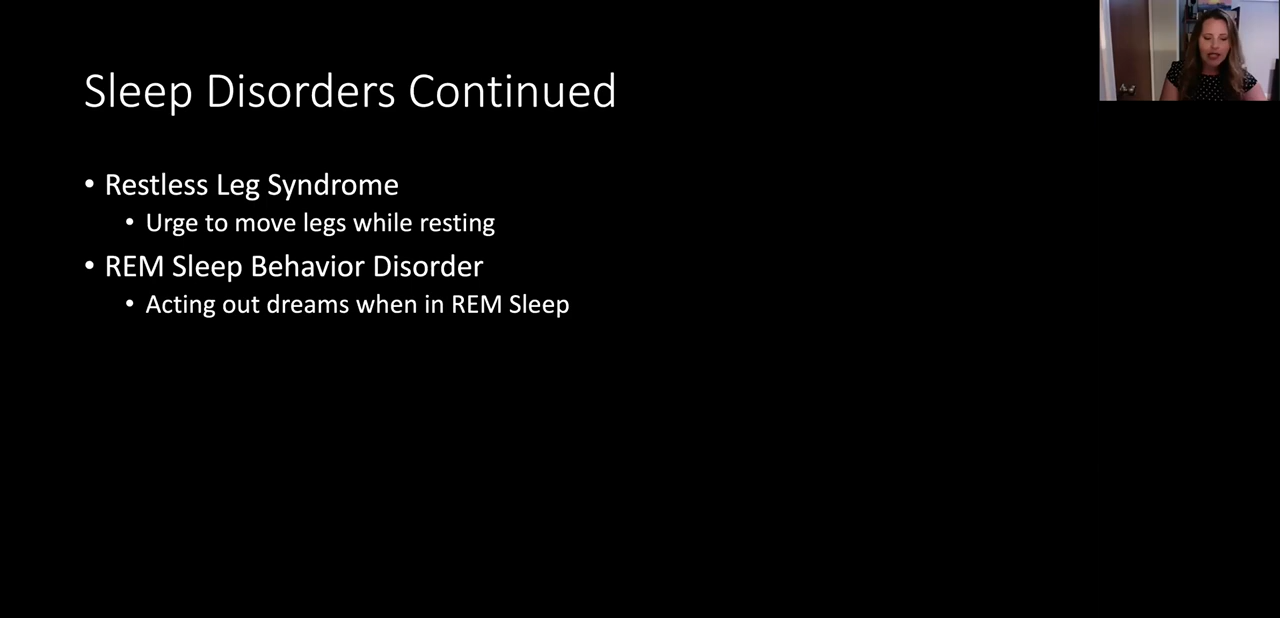 Sleep Disorders Continued
• Restless Leg Syndrome
• Urge to move legs while resting
• REM Sleep Behavior Disorder
• Acting out dreams when in REM Sleep